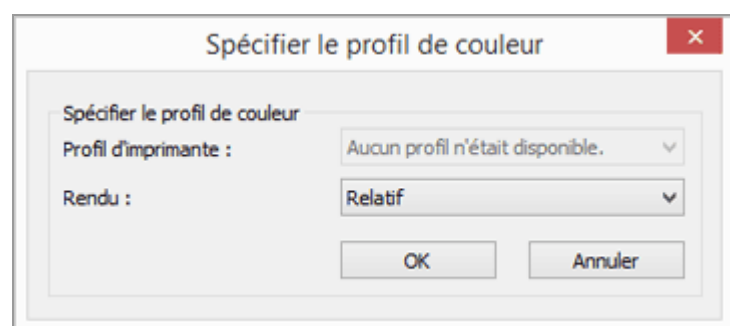 Spécifier le profil de couleur
Spécifier le profil de couleur
Profil d'imprimante : Aucun profil n'était disponible.
Rendu : Relatif
OK Annuler